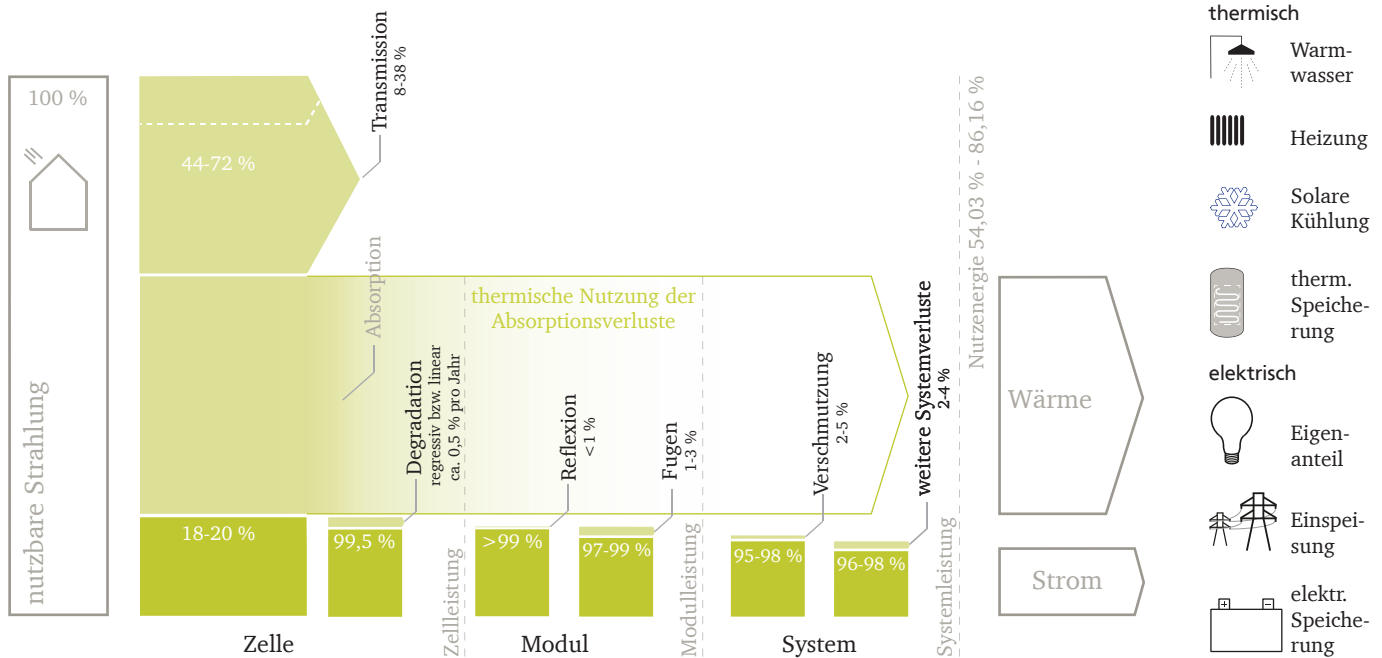 100 %
nutzbare Strahlung
44-72 %
Transmission
8-38 %
Absorption
thermische Nutzung der
Absorptionsverluste
18-20 %
Degradation
regressiv bzw. linear
ca. 0,5 % pro Jahr
99,5 %
Zellleistung
Reflexion
<1 %
>99 %
Fugen
1-3 %
97-99 %
Modulleistung
Verschmutzung
2-5 %
95-98 %
weitere Systemverluste
2-4 %
96-98 %
Systemleistung
Nutzenergie 54,03 % - 86,16 %
Zelle
Modul
System
Wärme
Strom
thermisch
Warm-
wasser
Heizung
Solare
Kühlung
therm.
Speiche-
rung
elektrisch
Eigen-
anteil
Einspei-
sung
+ −
elektr.
Speiche-
rung